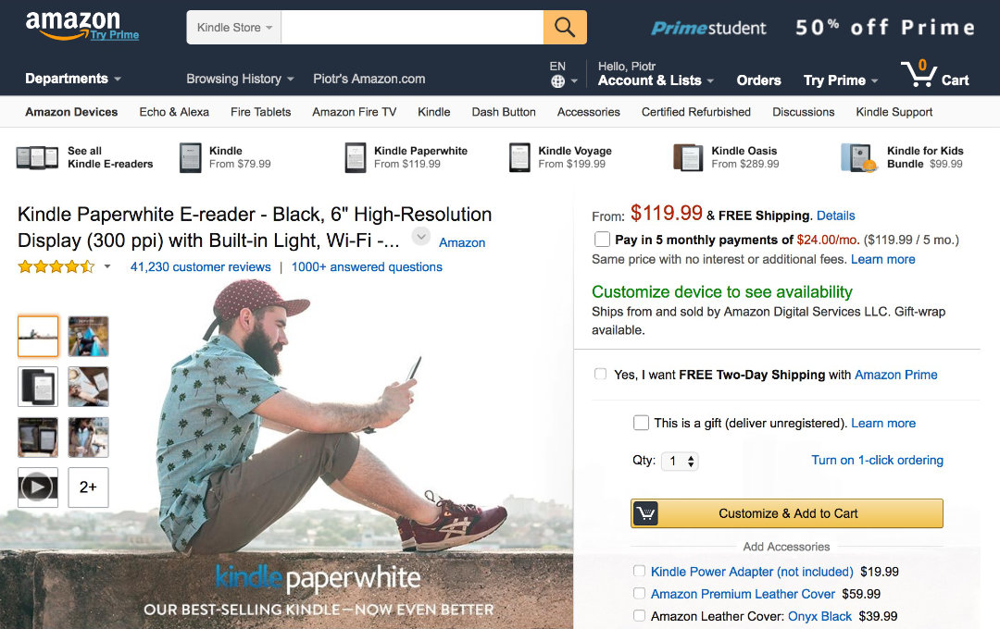 amazon
Try Prime
Kindle Store
Prime student 50% off Prime
Departments
Browsing History
Piotr's Amazon.com
EN
Hello, Piotr
Account & Lists
Orders
Try Prime
0
Cart
Amazon Devices Echo & Alexa Fire Tablets Amazon Fire TV Kindle Dash Button Accessories Certified Refurbished Discussions Kindle Support
See all
Kindle E-readers
Kindle
From $79.99
Kindle Paperwhite
From $119.99
Kindle Voyage
From $199.99
Kindle Oasis
From $289.99
Kindle for Kids
Bundle $99.99
Kindle Paperwhite E-reader - Black, 6" High-Resolution
Display (300 ppi) with Built-in Light, Wi-Fi -... Amazon
41,230 customer reviews | 1000+ answered questions
2+
kindle paperwhite
OUR BEST-SELLING KINDLE—NOW EVEN BETTER
From: $119.99 & FREE Shipping. Details
Pay in 5 monthly payments of $24.00/mo. ($119.99 / 5 mo.)
Same price with no interest or additional fees. Learn more
Customize device to see availability
Ships from and sold by Amazon Digital Services LLC. Gift-wrap
available.
Yes, I want FREE Two-Day Shipping with Amazon Prime
This is a gift (deliver unregistered). Learn more
Qty: 1
Turn on 1-click ordering
Customize & Add to Cart
Add Accessories
Kindle Power Adapter (not included) $19.99
Amazon Premium Leather Cover $59.99
Amazon Leather Cover: Onyx Black $39.99